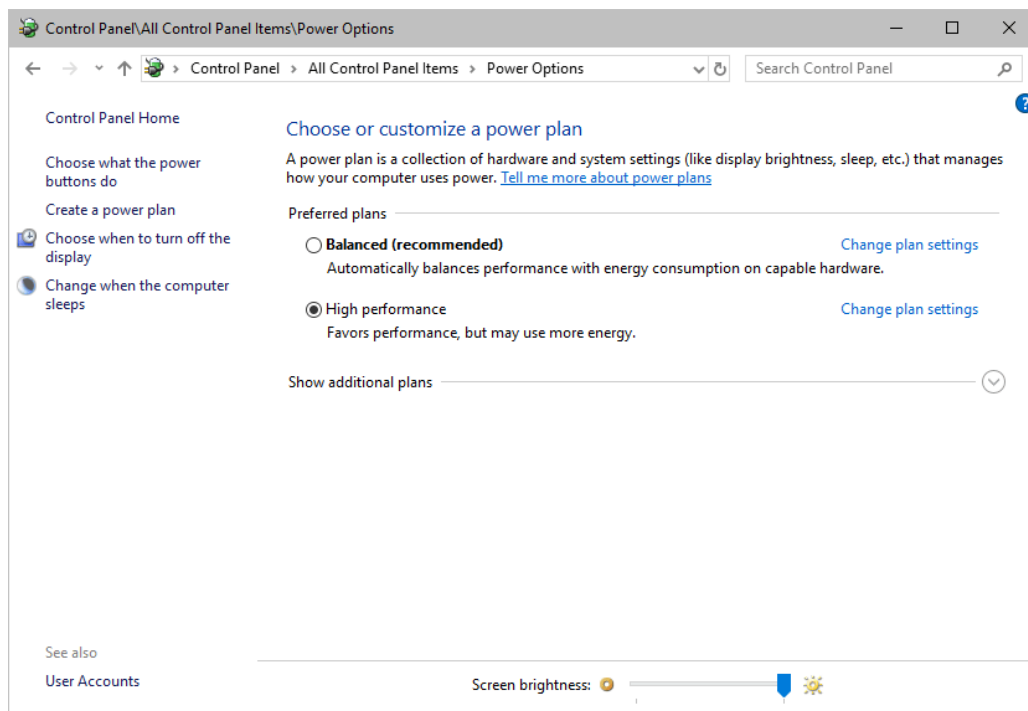 Control Panel\All Control Panel Items\Power Options
Control Panel > All Control Panel Items > Power Options
Search Control Panel
?
Control Panel Home
Choose what the power
buttons do
Create a power plan
Choose when to turn off the
display
Change when the computer
sleeps
See also
User Accounts
Choose or customize a power plan
A power plan is a collection of hardware and system settings (like display brightness, sleep, etc.) that manages
how your computer uses power. Tell me more about power plans
Preferred plans
Balanced (recommended) Change plan settings
Automatically balances performance with energy consumption on capable hardware.
High performance Change plan settings
Favors performance, but may use more energy.
Show additional plans
Screen brightness: